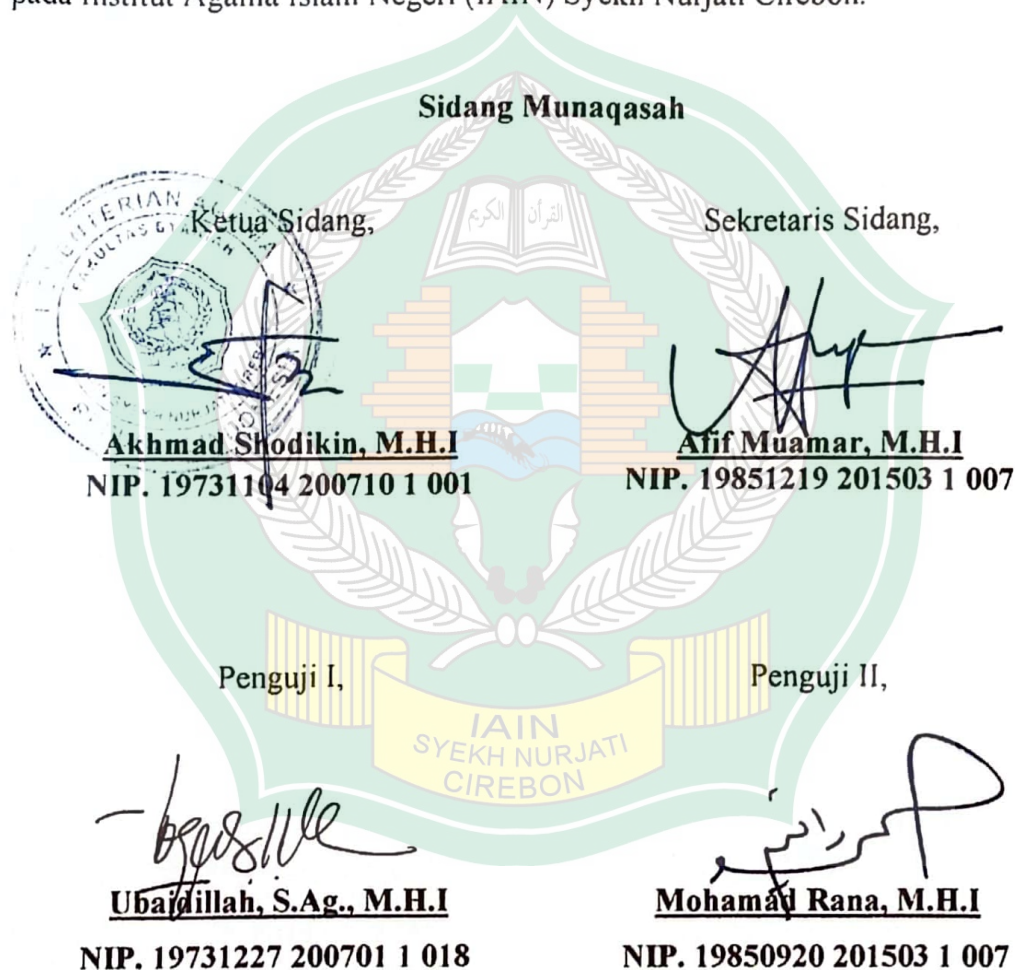 pada Institut Agama Islam Negeri (IAIN) Syekh Nurjati Cirebon.
Sidang Munaqasah
Ketua Sidang,
Sekretaris Sidang,
القرآن الكريم
Akhmad Shodikin, M.H.I
NIP. 19731104 200710 1 001
Afif Muamar, M.H.I
NIP. 19851219 201503 1 007
Penguji I,
Penguji II,
IAIN
SYEKH NURJATI
CIREBON
Ubaidillah, S.Ag., M.H.I
NIP. 19731227 200701 1 018
Mohamad Rana, M.H.I
NIP. 19850920 201503 1 007